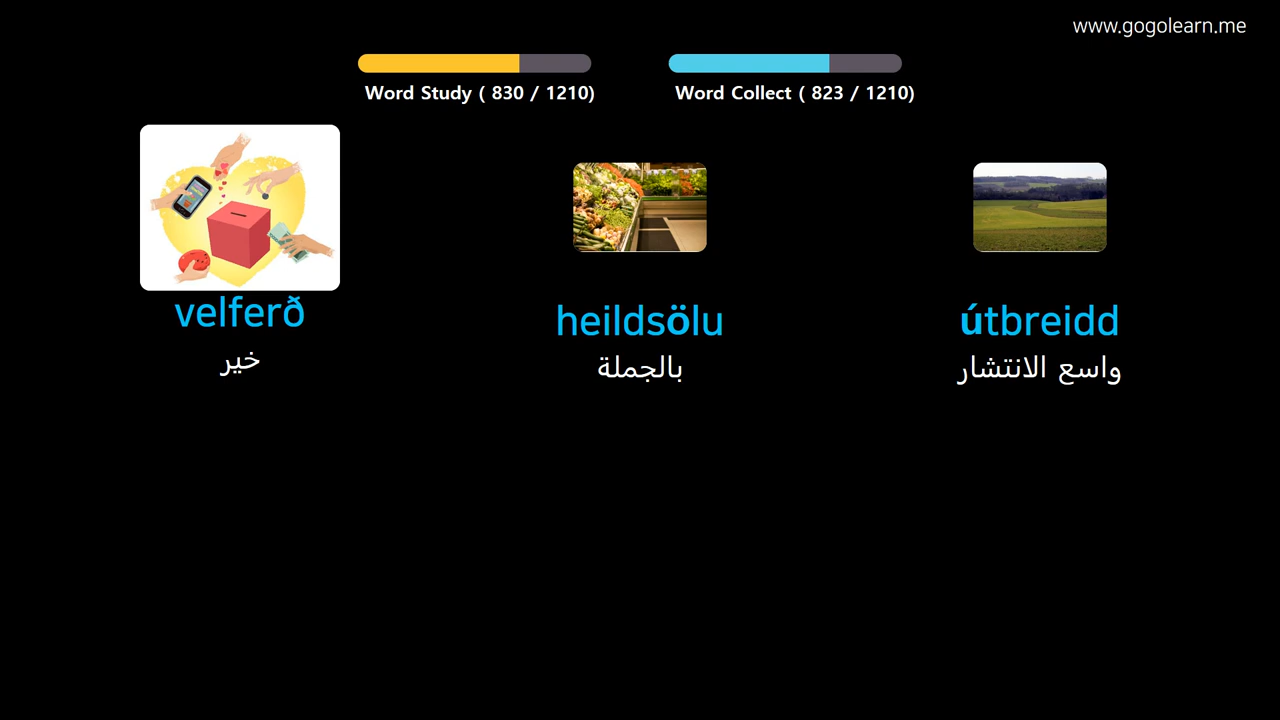 www.gogolearn.me
Word Study ( 830 / 1210)
Word Collect ( 823 / 1210)
velferð
خير
heildsölu
بالجملة
útbreidd
واسع الانتشار